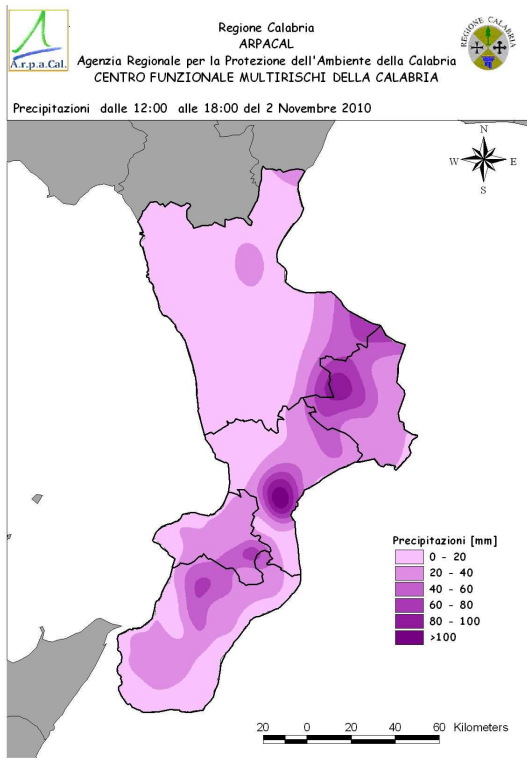 Regione Calabria
ARPACAL
Agenzia Regionale per la Protezione dell'Ambiente della Calabria
CENTRO FUNZIONALE MULTIRISCHI DELLA CALABRIA
A.r.p.a.Cal.
REGIONE CALABRIA
Precipitazioni dalle 12:00 alle 18:00 del 2 Novembre 2010
N
W E
S
Precipitazioni [mm]
0 - 20
20 - 40
40 - 60
60 - 80
80 - 100
>100
20 0 20 40 60 Kilometers